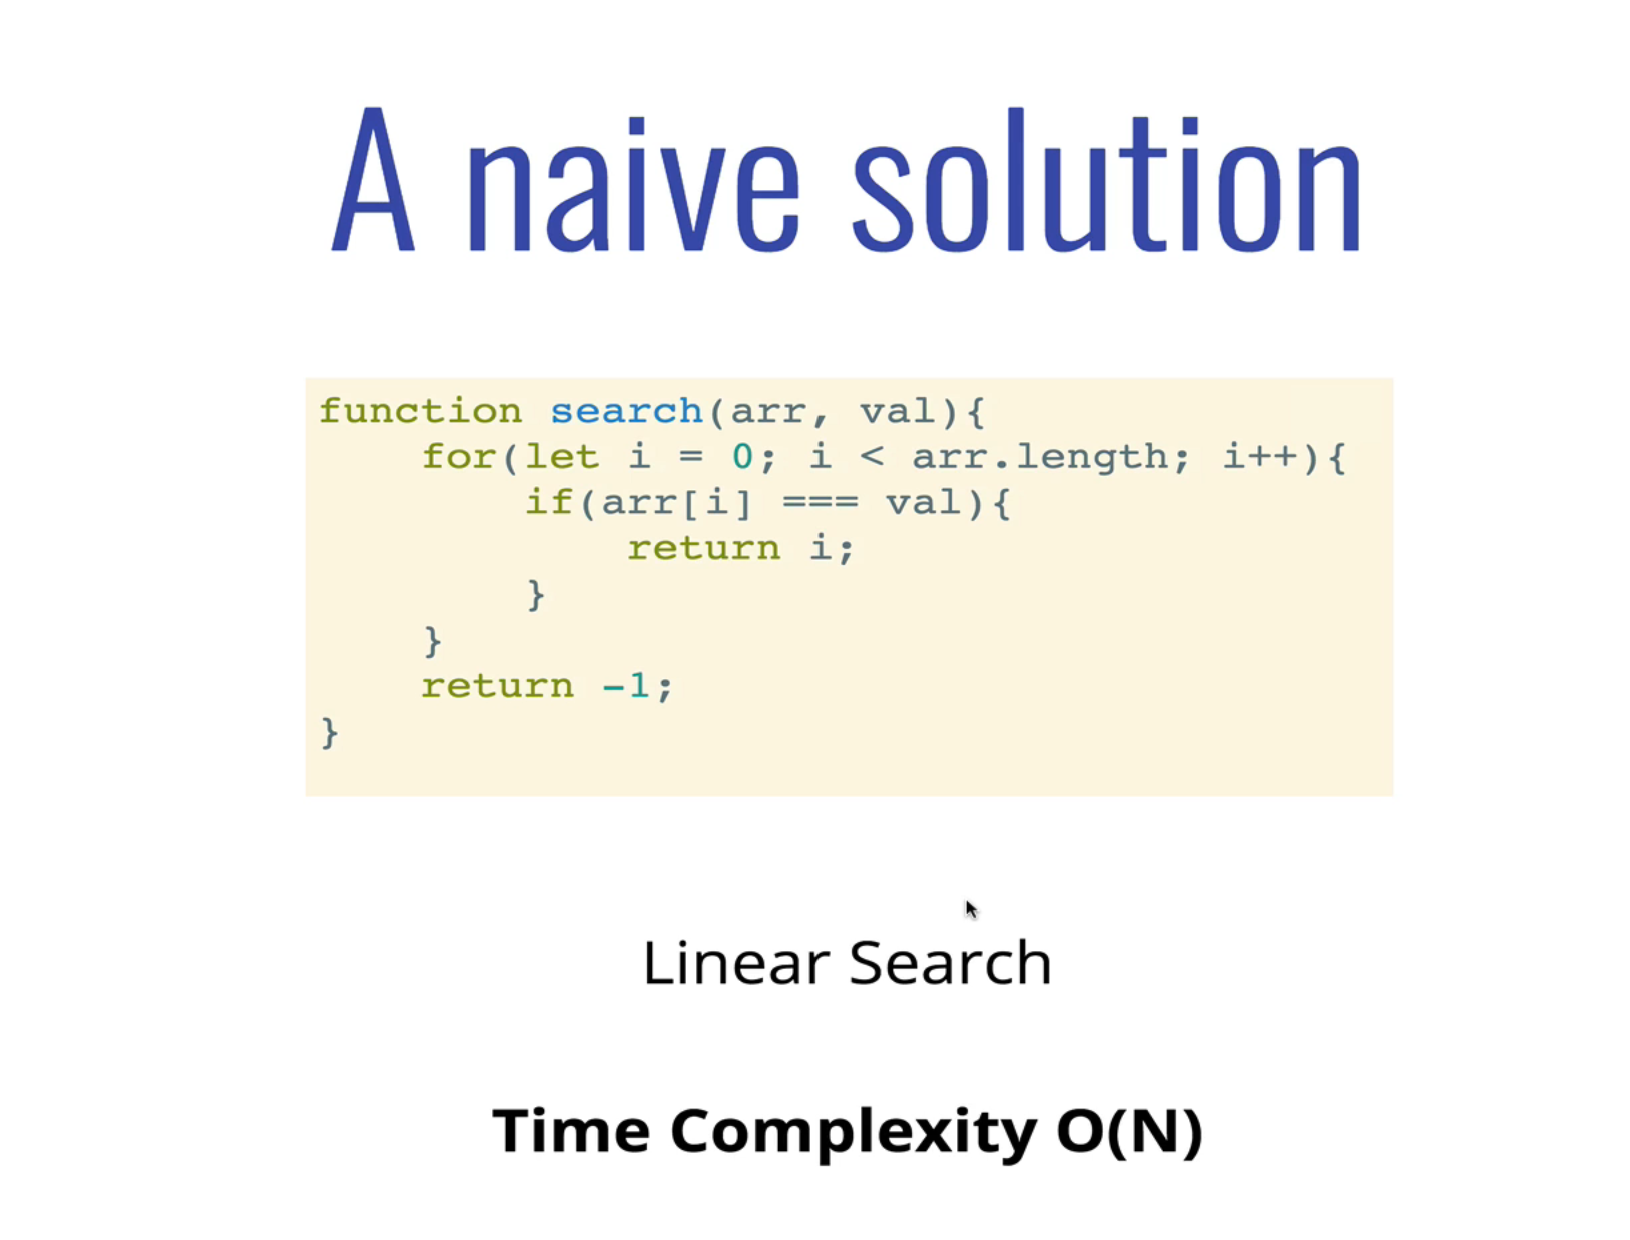 A naive solution
function search(arr, val){
    for(let i = 0; i < arr.length; i++){
        if(arr[i] === val){
            return i;
        }
    }
    return -1;
}
Linear Search
Time Complexity O(N)